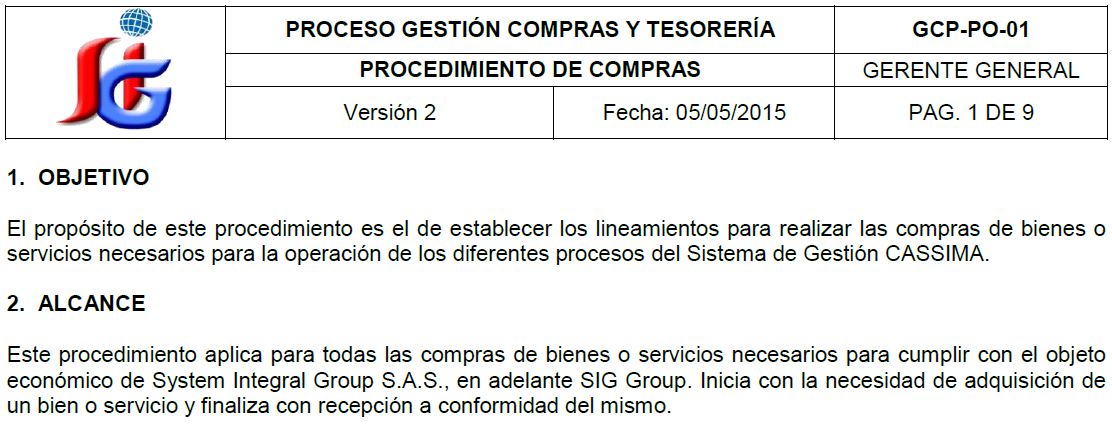 SIG
PROCESO GESTIÓN COMPRAS Y TESORERÍA
GCP-PO-01
PROCEDIMIENTO DE COMPRAS
GERENTE GENERAL
Versión 2
Fecha: 05/05/2015
PAG. 1 DE 9
1. OBJETIVO
El propósito de este procedimiento es el de establecer los lineamientos para realizar las compras de bienes o
servicios necesarios para la operación de los diferentes procesos del Sistema de Gestión CASSIMA.
2. ALCANCE
Este procedimiento aplica para todas las compras de bienes o servicios necesarios para cumplir con el objeto
económico de System Integral Group S.A.S., en adelante SIG Group. Inicia con la necesidad de adquisición de
un bien o servicio y finaliza con recepción a conformidad del mismo.